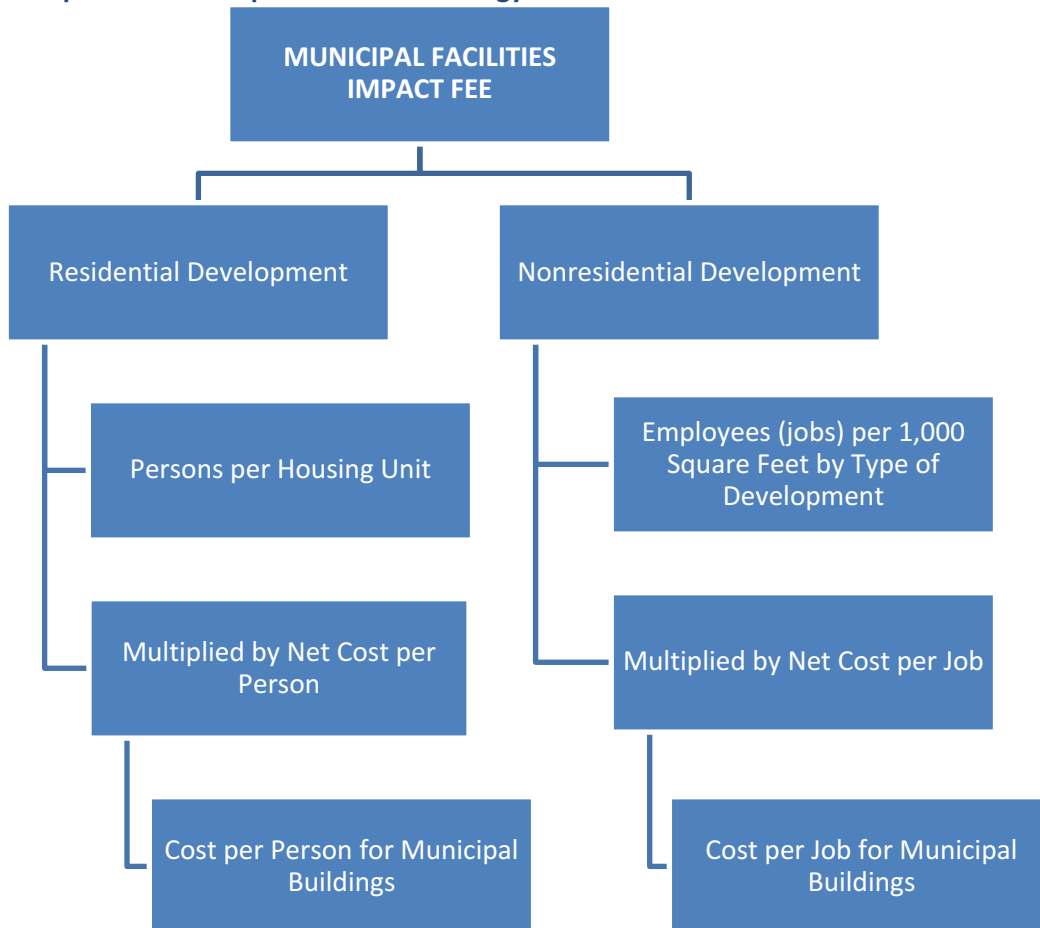 MUNICIPAL FACILITIES
IMPACT FEE
Residential Development
Nonresidential Development
Persons per Housing Unit
Employees (jobs) per 1,000
Square Feet by Type of
Development
Multiplied by Net Cost per
Person
Multiplied by Net Cost per Job
Cost per Person for Municipal
Buildings
Cost per Job for Municipal
Buildings